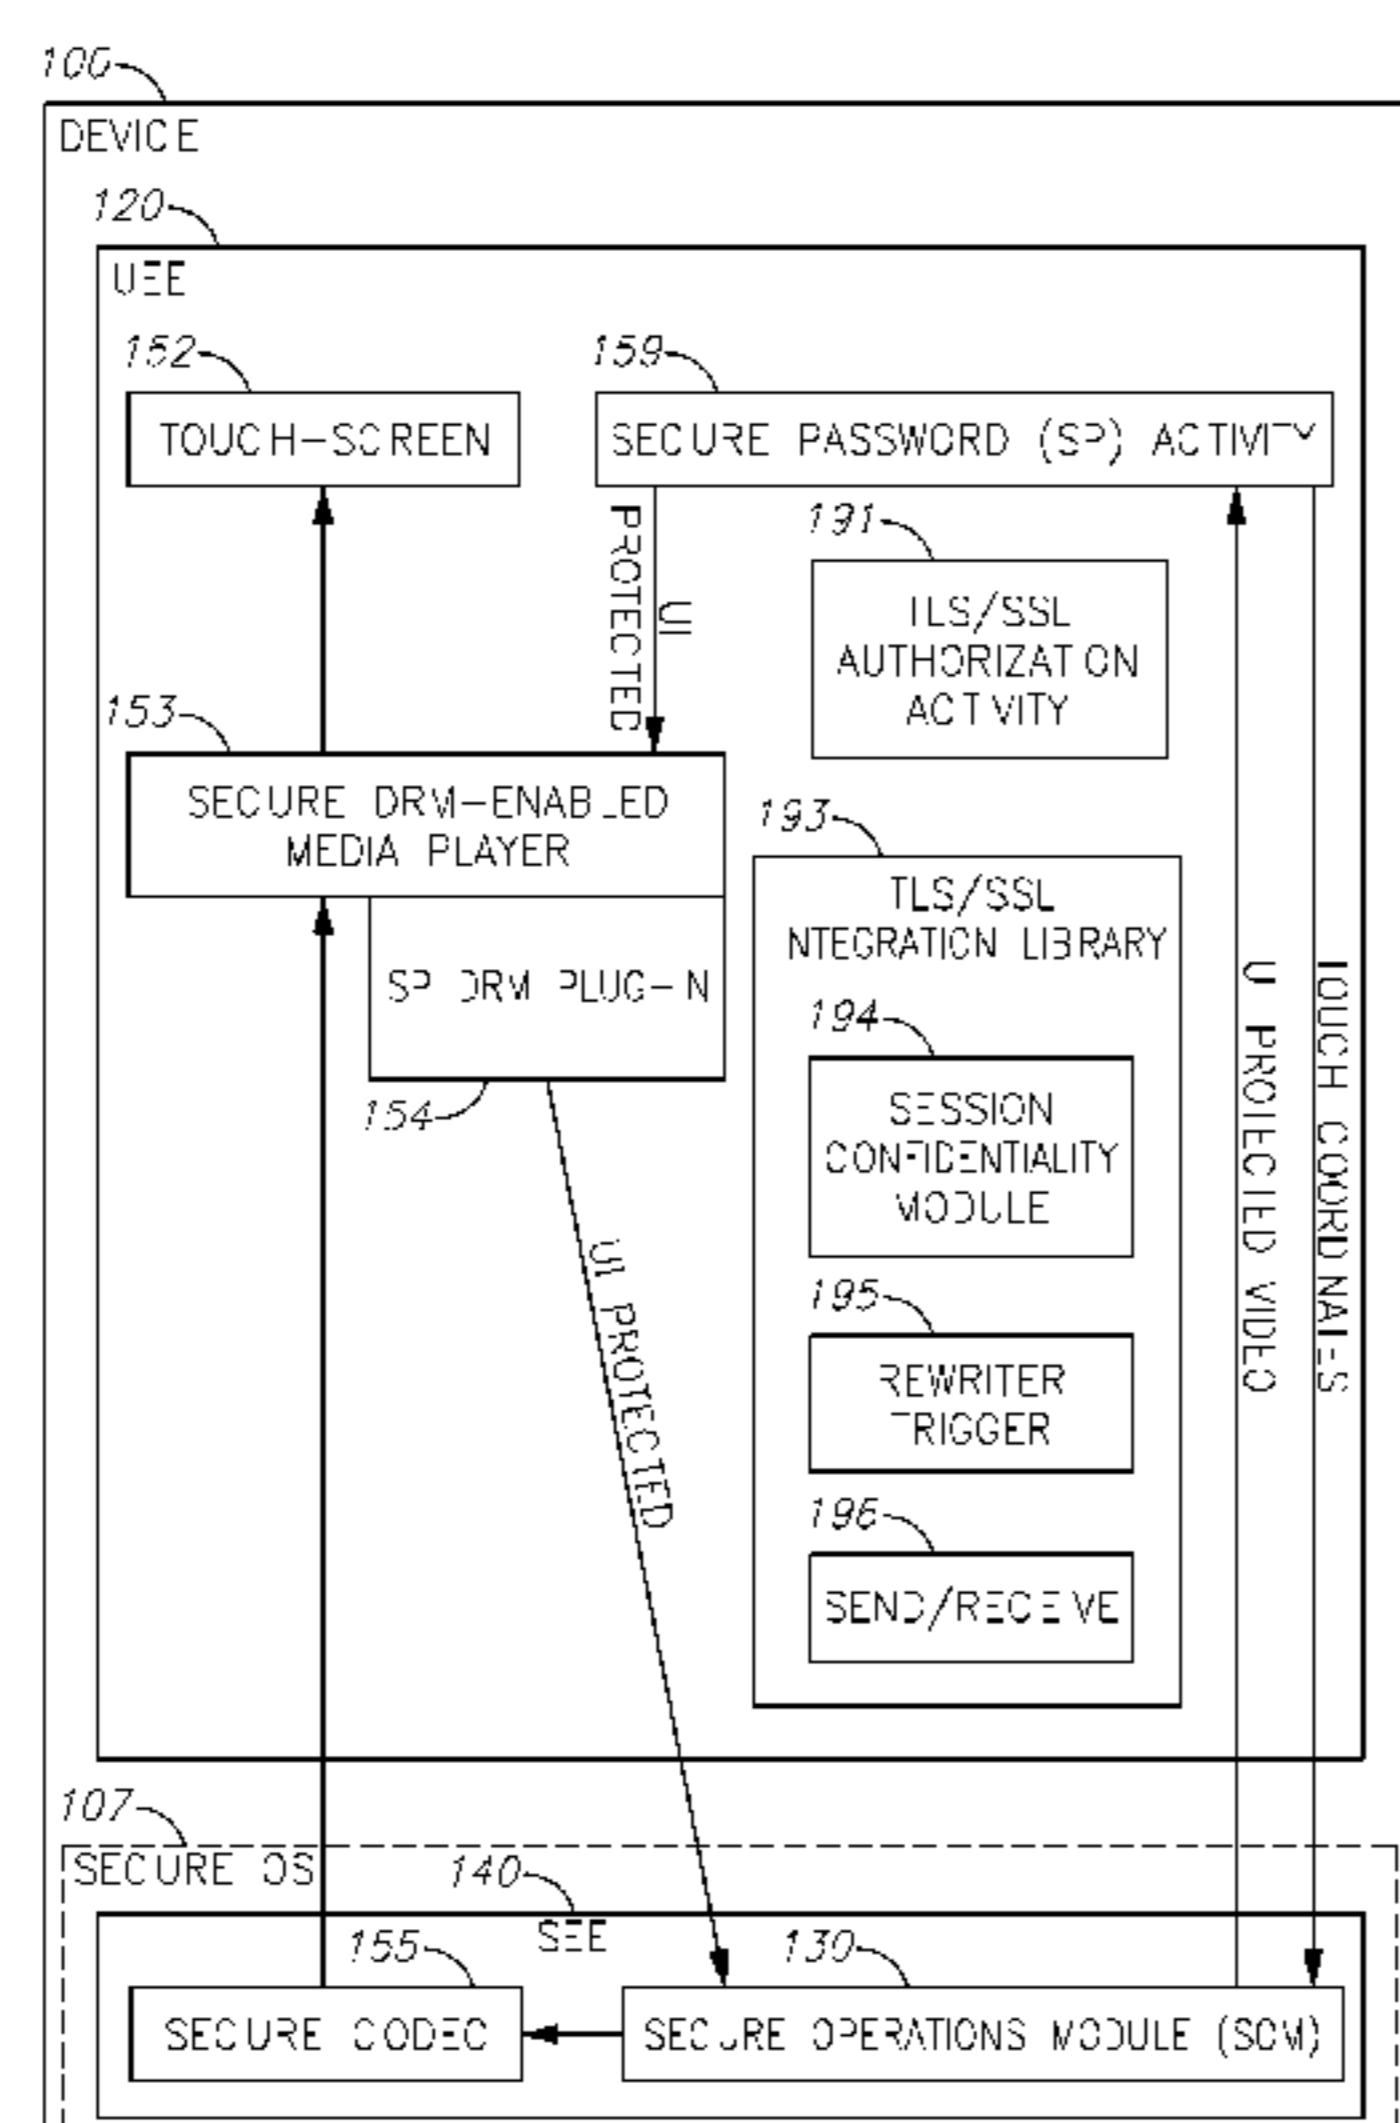 100
DEVICE
120
UEE
152
159
TOUCH-SCREEN
SECURE PASSWORD (SP) ACTIVITY
191
UI
PROTECTED
TLS/SSL
AUTHORIZATION
ACTIVITY
153
SECURE DRM-ENABLED
MEDIA PLAYER
193
TLS/SSL
INTEGRATION LIBRARY
SP DRM PLUG-IN
154
194
SESSION
CONFIDENTIALITY
MODULE
UI PROTECTED VIDEO
TOUCH COORDINATES
UI PROTECTED
195
REWRITER
TRIGGER
196
SEND/RECEIVE
107
SECURE OS
140
SEE
155
130
SECURE CODEC
SECURE OPERATIONS MODULE (SOM)